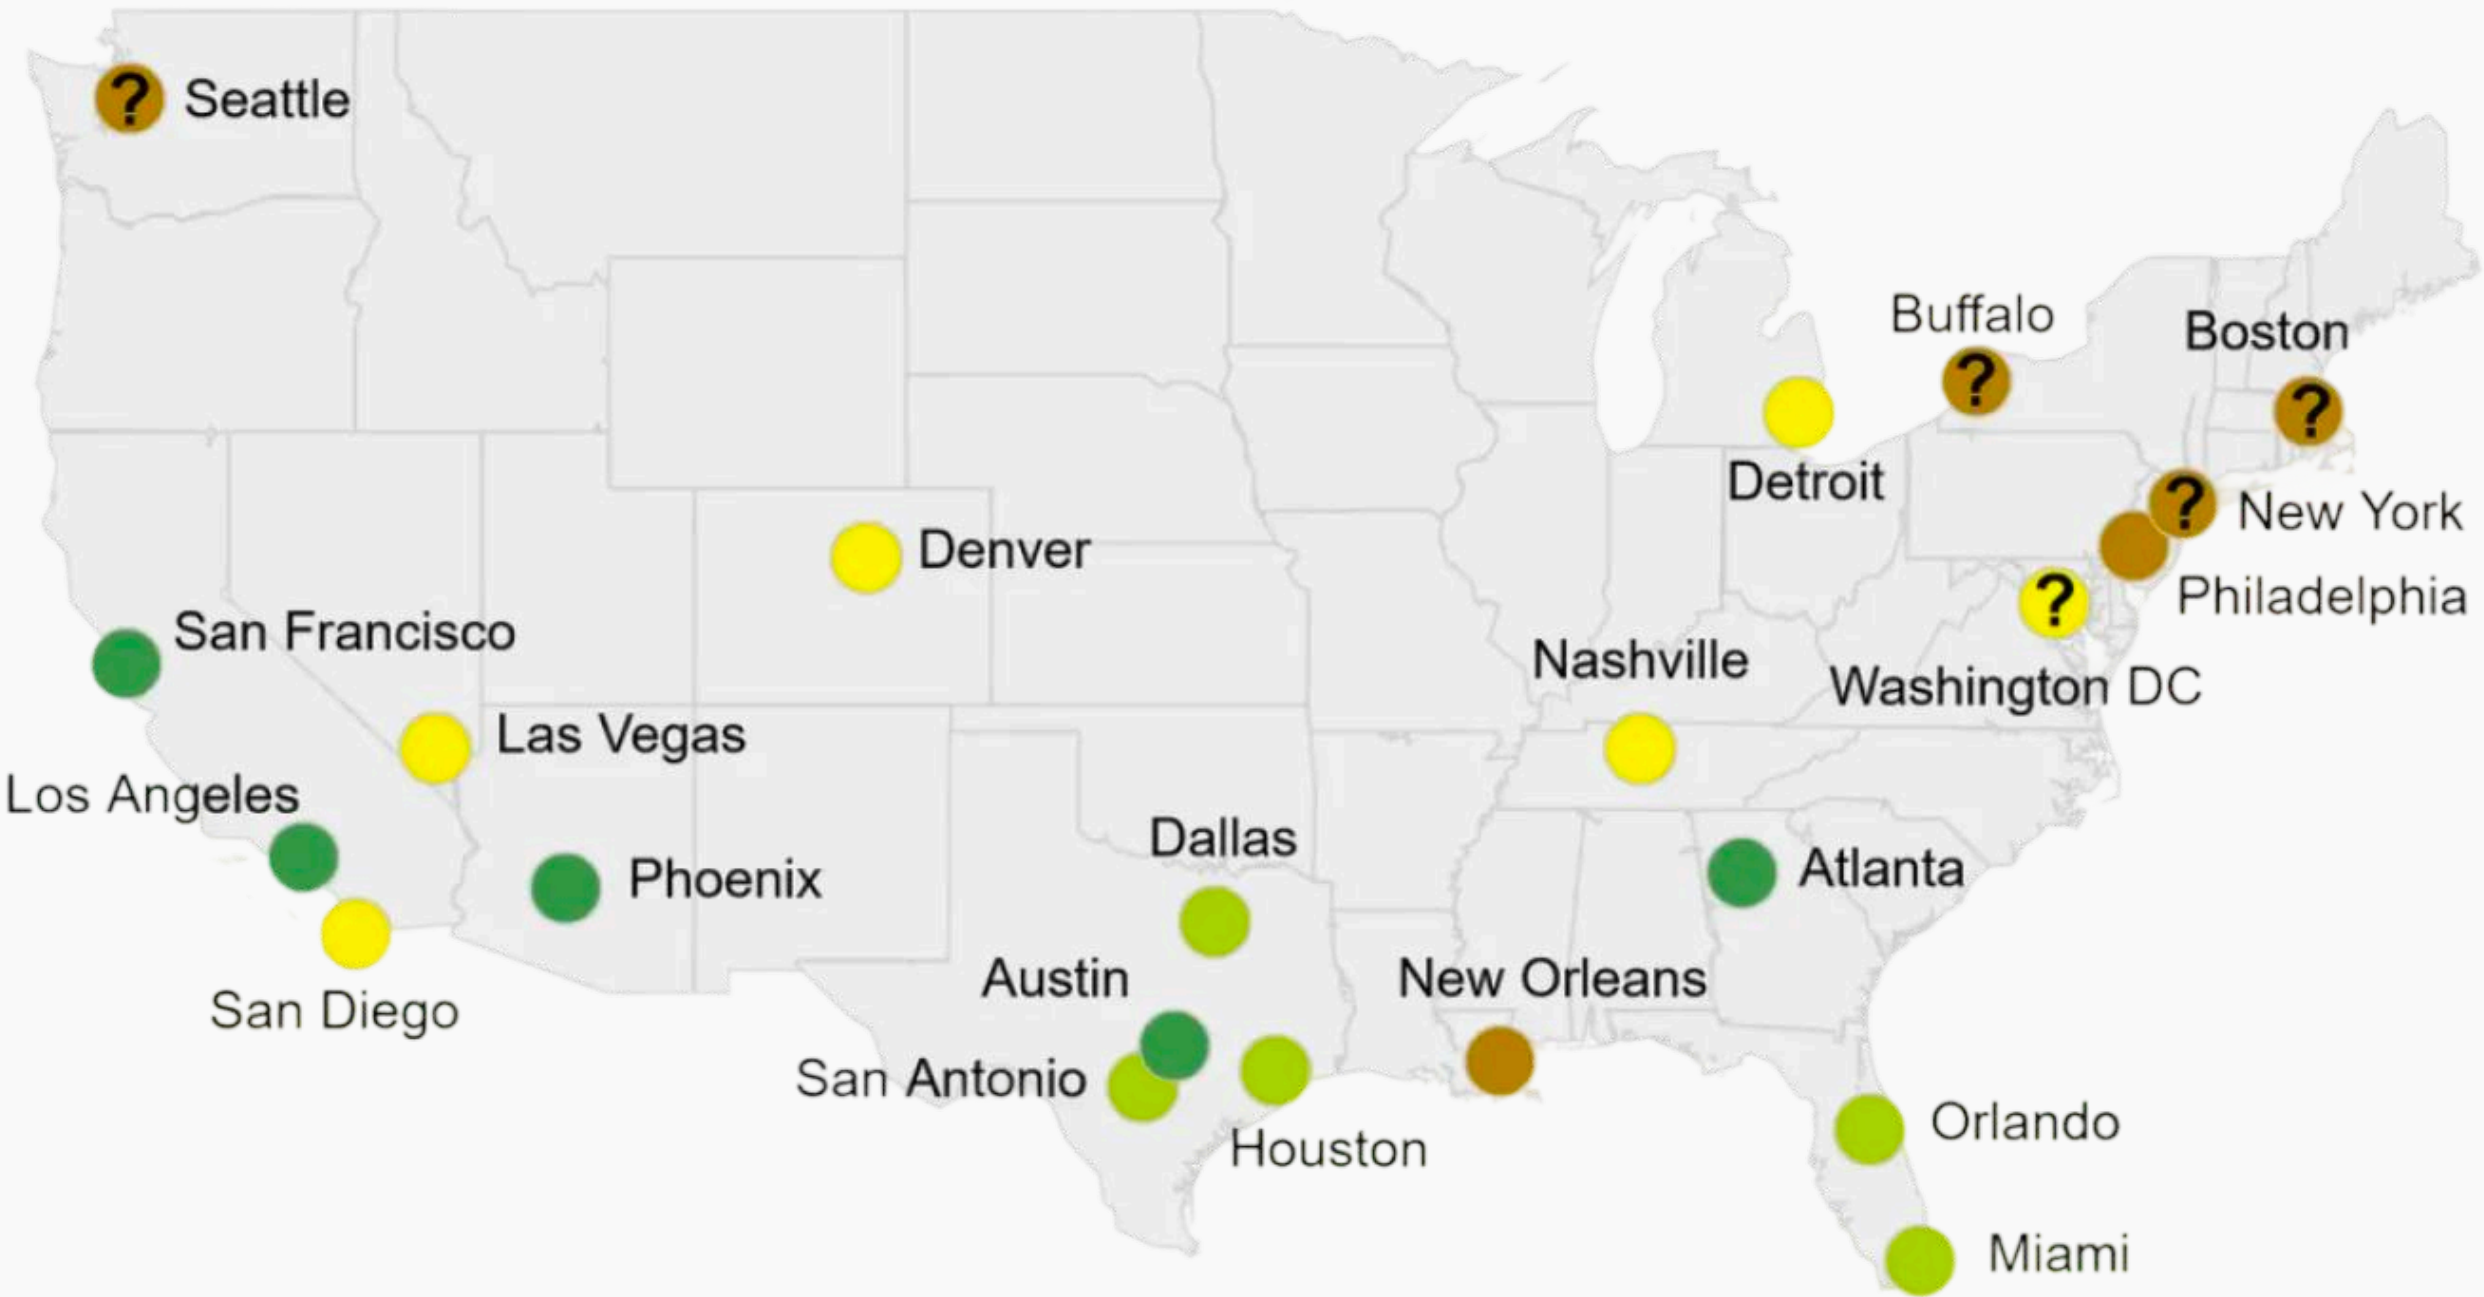 ? Seattle
Buffalo
?
Boston
?
Detroit
? New York
Denver
Philadelphia
?
San Francisco
Nashville
Washington DC
Las Vegas
Los Angeles
Dallas
Phoenix
Atlanta
Austin
New Orleans
San Diego
San Antonio
Houston
Orlando
Miami